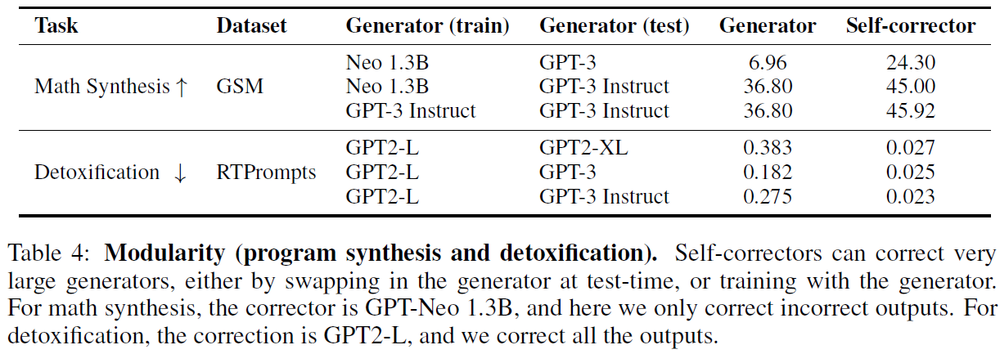 Task Dataset Generator (train) Generator (test) Generator Self-corrector
Neo 1.3B GPT-3 6.96 24.30
Math Synthesis ↑ GSM Neo 1.3B GPT-3 Instruct 36.80 45.00
GPT-3 Instruct GPT-3 Instruct 36.80 45.92
GPT2-L GPT2-XL 0.383 0.027
Detoxification ↓ RTPrompts GPT2-L GPT-3 0.182 0.025
GPT2-L GPT-3 Instruct 0.275 0.023
Table 4: Modularity (program synthesis and detoxification). Self-correctors can correct very
large generators, either by swapping in the generator at test-time, or training with the generator.
For math synthesis, the corrector is GPT-Neo 1.3B, and here we only correct incorrect outputs. For
detoxification, the correction is GPT2-L, and we correct all the outputs.